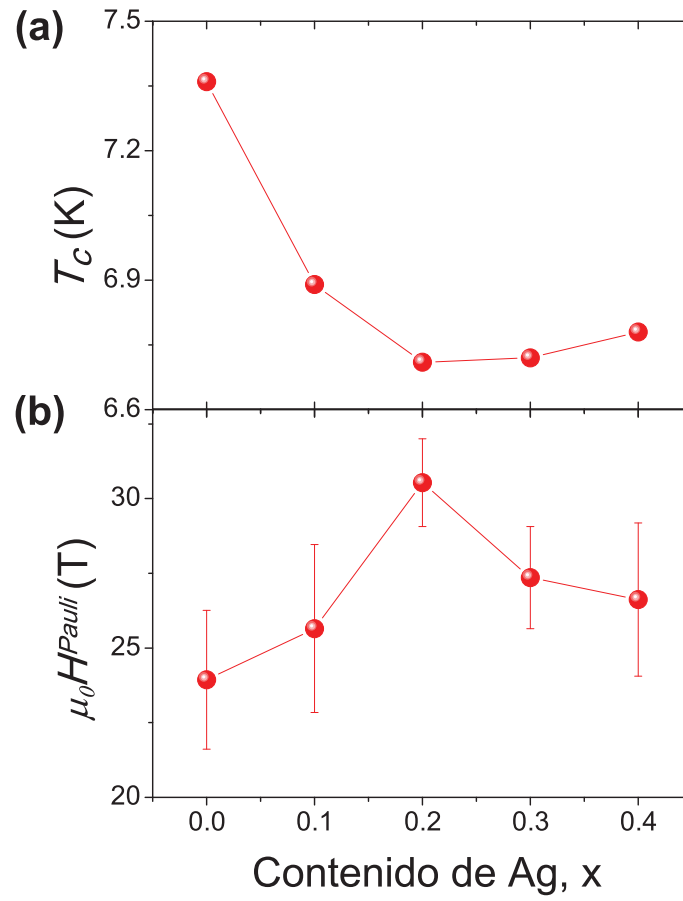 (a)
7.5
7.2
6.9
6.6
T_c (K)
(b)
30
25
20
μ₀H^Pauli (T)
0.0 0.1 0.2 0.3 0.4
Contenido de Ag, x